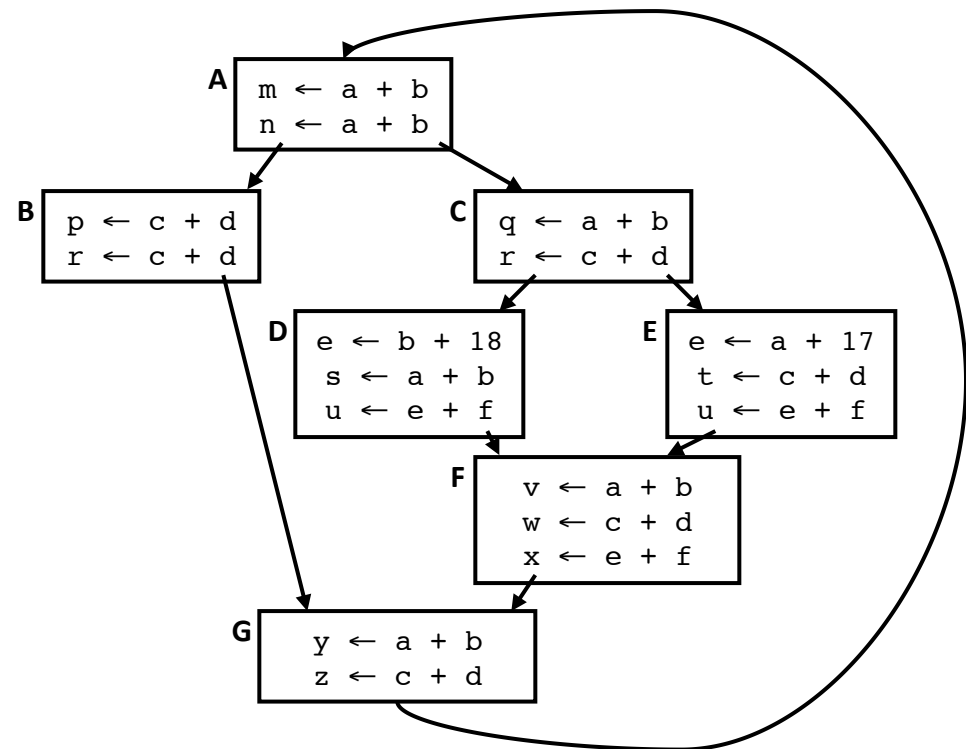 A
m ← a + b
n ← a + b
B
p ← c + d
r ← c + d
C
q ← a + b
r ← c + d
D
e ← b + 18
s ← a + b
u ← e + f
E
e ← a + 17
t ← c + d
u ← e + f
F
v ← a + b
w ← c + d
x ← e + f
G
y ← a + b
z ← c + d